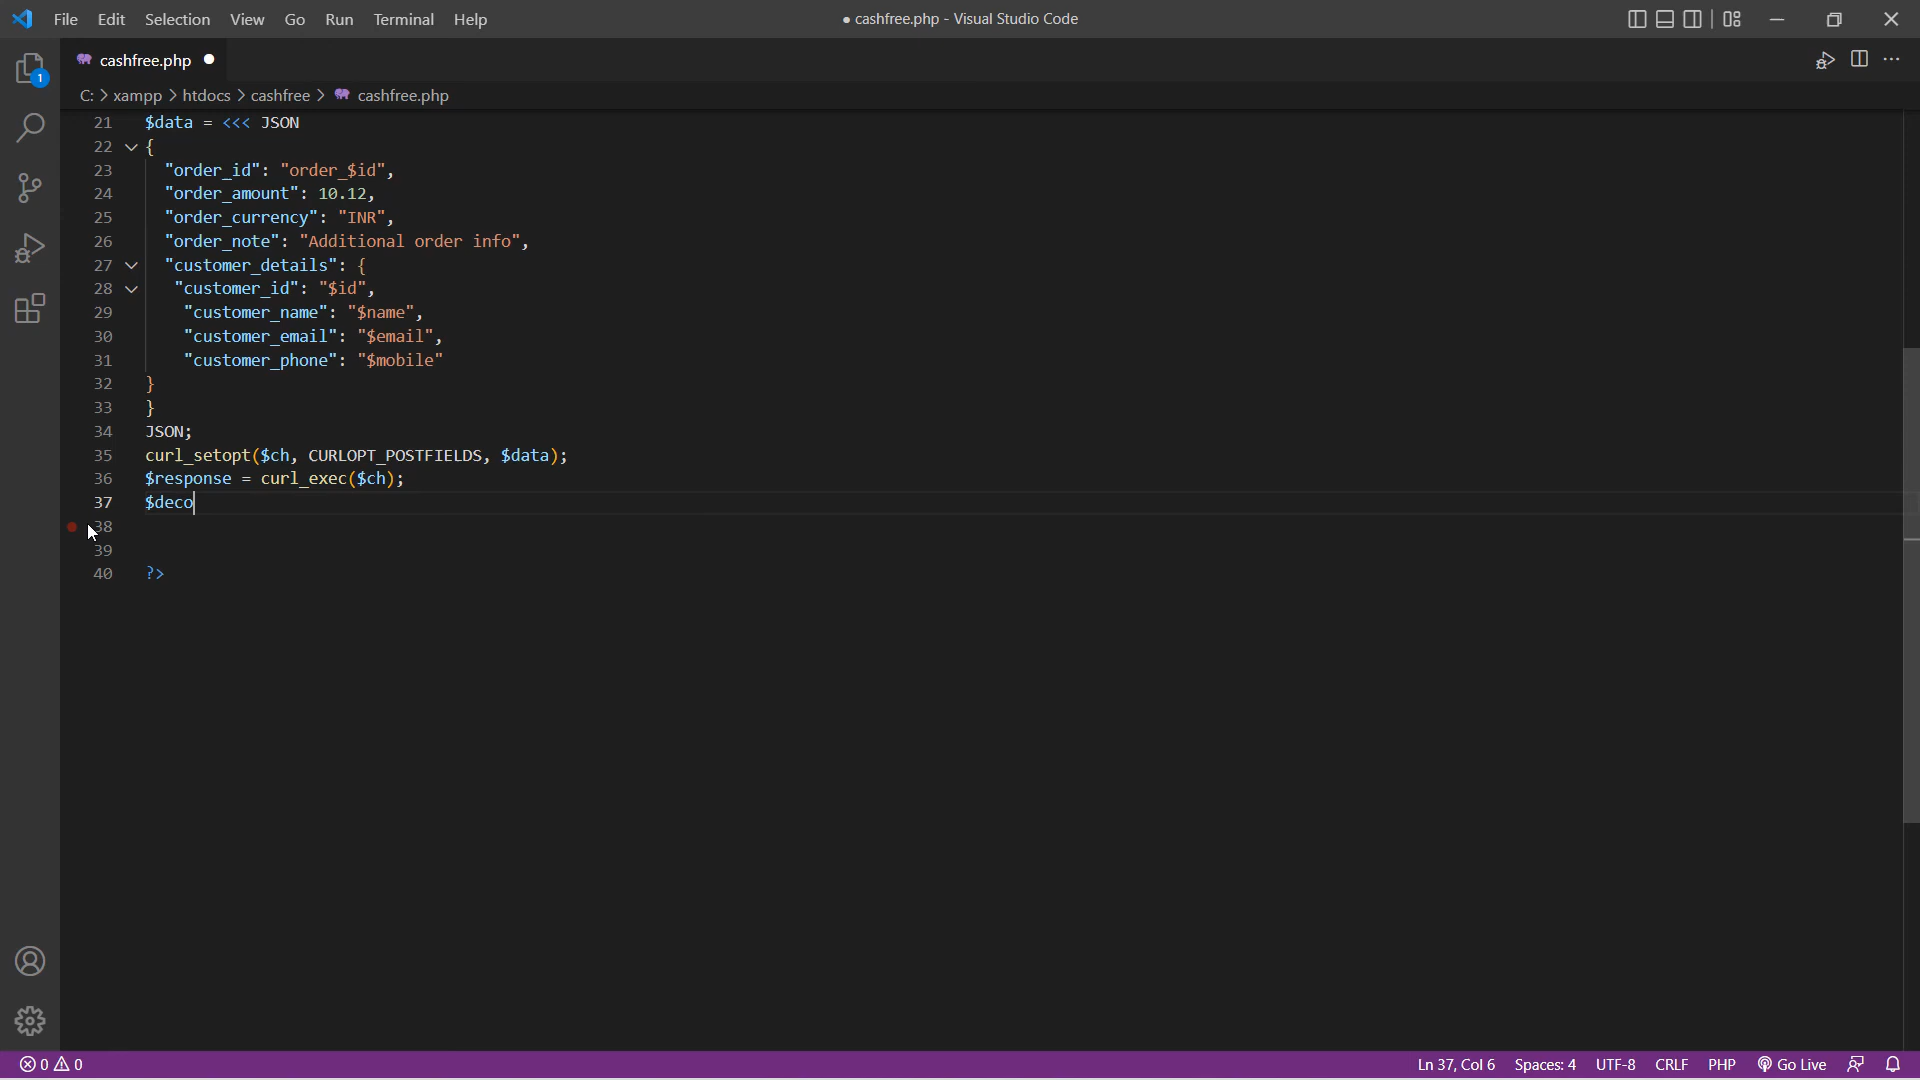 File Edit Selection View Go Run Terminal Help
● cashfree.php - Visual Studio Code
1
cashfree.php
C: > xampp > htdocs > cashfree > cashfree.php
21 $data = <<< JSON
22 {
23 "order_id": "order_$id",
24 "order_amount": 10.12,
25 "order_currency": "INR",
26 "order_note": "Additional order info",
27 "customer_details": {
28 "customer_id": "$id",
29 "customer_name": "$name",
30 "customer_email": "$email",
31 "customer_phone": "$mobile"
32 }
33 }
34 JSON;
35 curl_setopt($ch, CURLOPT_POSTFIELDS, $data);
36 $response = curl_exec($ch);
37 $deco
38
39
40 ?>
0 0 Ln 37, Col 6 Spaces: 4 UTF-8 CRLF PHP Go Live